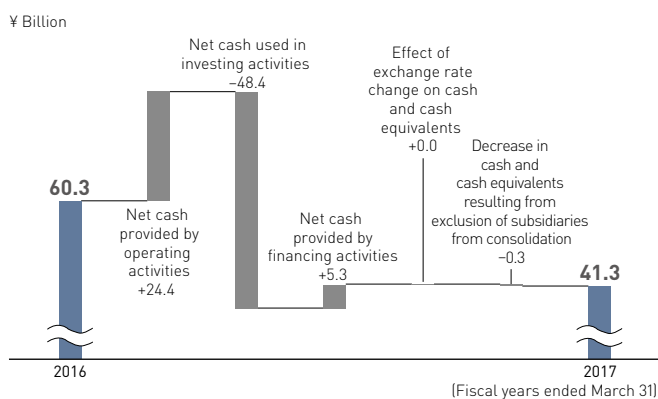 ¥ Billion
Net cash used in
investing activities
–48.4
Effect of
exchange rate
change on cash
and cash
equivalents
+0.0
Decrease in
cash and
cash equivalents
resulting from
exclusion of subsidiaries
from consolidation
–0.3
60.3
Net cash
provided by
operating
activities
+24.4
Net cash
provided by
financing activities
+5.3
41.3
2016
2017
(Fiscal years ended March 31)